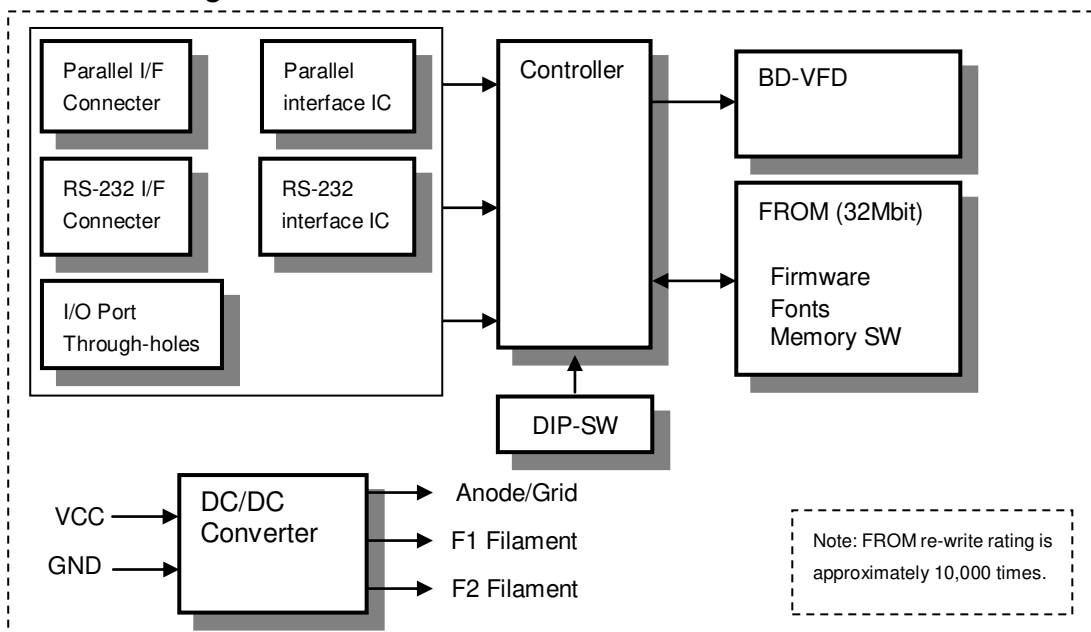 Parallel I/F
Connecter
Parallel
interface IC
RS-232 I/F
Connecter
RS-232
interface IC
I/O Port
Through-holes
Controller
BD-VFD
FROM (32Mbit)
Firmware
Fonts
Memory SW
DIP-SW
VCC
GND
DC/DC
Converter
Anode/Grid
F1 Filament
F2 Filament
Note: FROM re-write rating is
approximately 10,000 times.